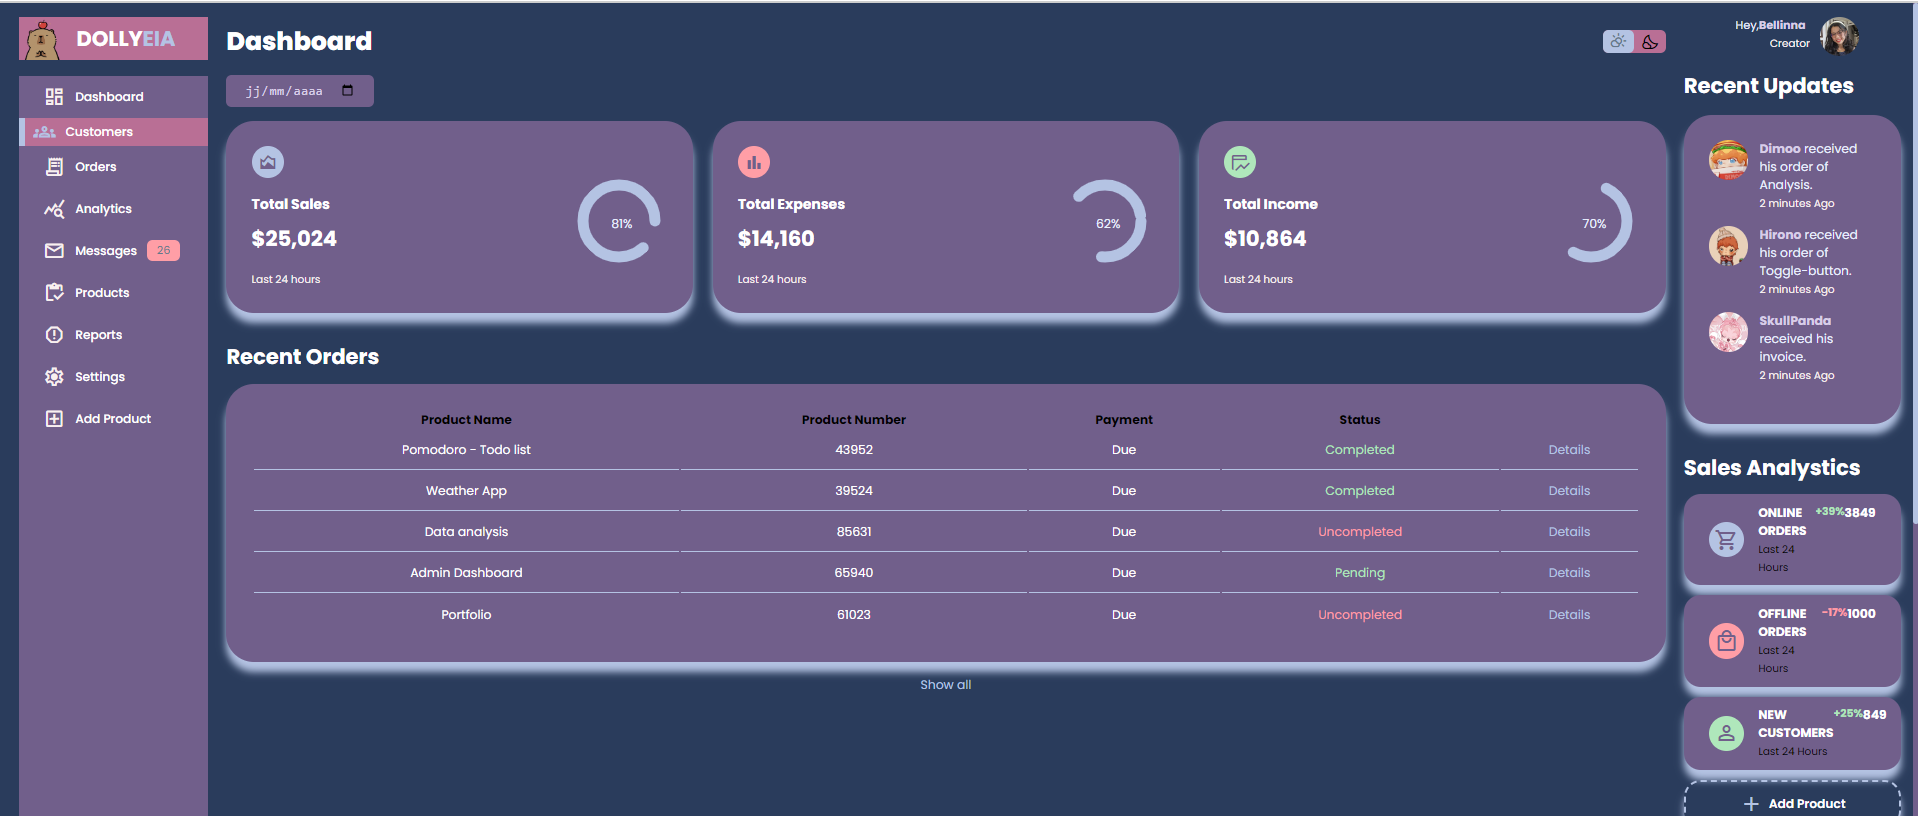 DOLLYEIA
Dashboard
Customers
Orders
Analytics
Messages 26
Products
Reports
Settings
Add Product
Dashboard
jj/mm/aaaa
Total Sales
$25,024
81%
Last 24 hours
Total Expenses
$14,160
62%
Last 24 hours
Total Income
$10,864
70%
Last 24 hours
Recent Orders
Product Name Product Number Payment Status
Pomodoro - Todo list 43952 Due Completed Details
Weather App 39524 Due Completed Details
Data analysis 85631 Due Uncompleted Details
Admin Dashboard 65940 Due Pending Details
Portfolio 61023 Due Uncompleted Details
Show all
Hey,Bellinna
Creator
Recent Updates
Dimoo received
his order of
Analysis.
2 minutes Ago
Hirono received
his order of
Toggle-button.
2 minutes Ago
SkullPanda
received his
invoice.
2 minutes Ago
Sales Analystics
ONLINE +39%3849
ORDERS
Last 24
Hours
OFFLINE -17%1000
ORDERS
Last 24
Hours
NEW +25%849
CUSTOMERS
Last 24 Hours
Add Product